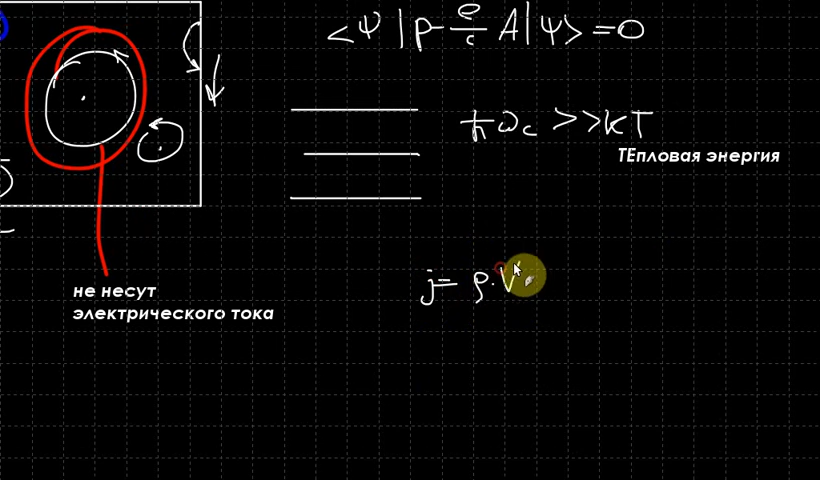 <Ψ|p-e/c A|Ψ>=0
ħω_c >>kT
ТЕпловая энергия
j= ρ·V
не несут
электрического тока